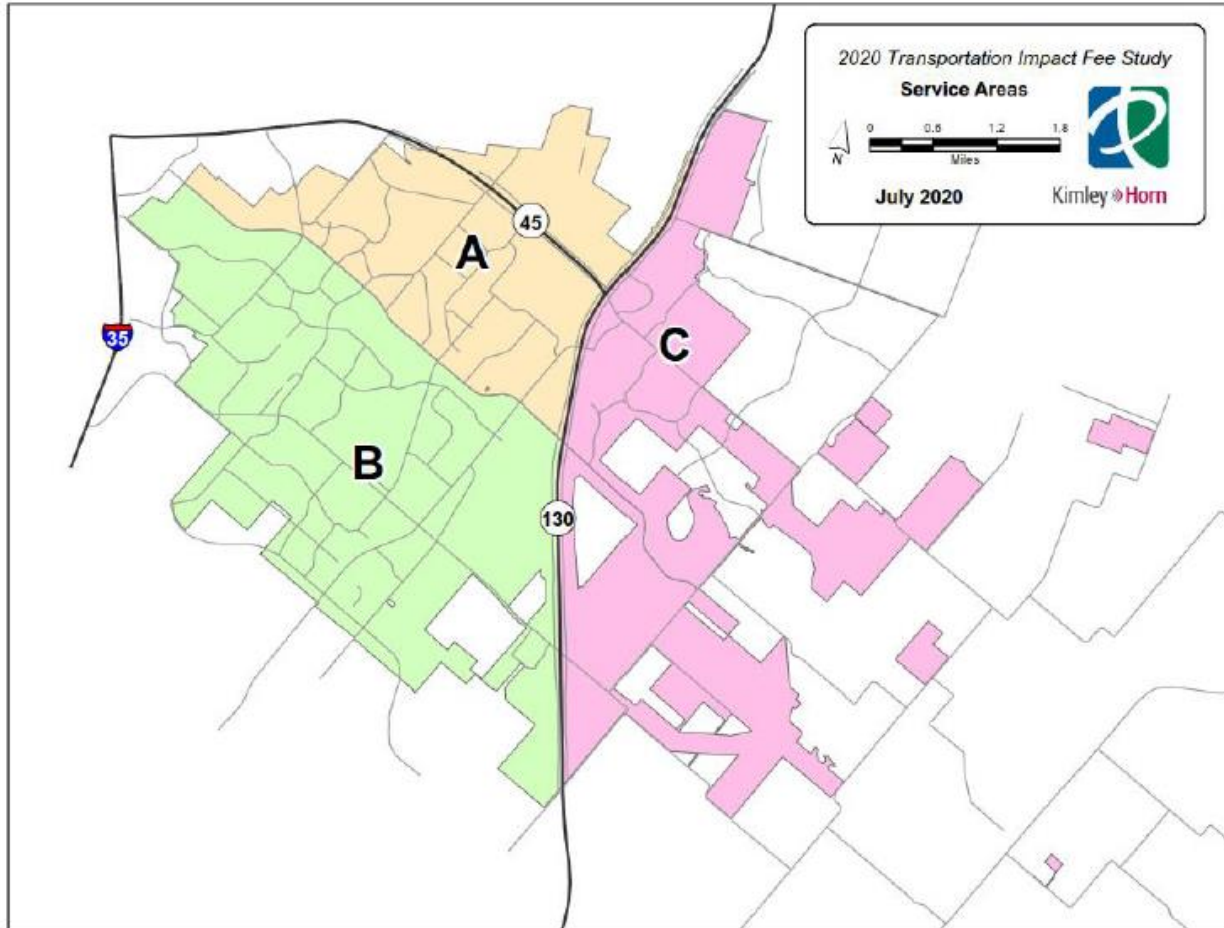 2020 Transportation Impact Fee Study
Service Areas
0 0.6 1.2 1.8
Miles
N
July 2020
Kimley»Horn
45
A
C
35
B
130